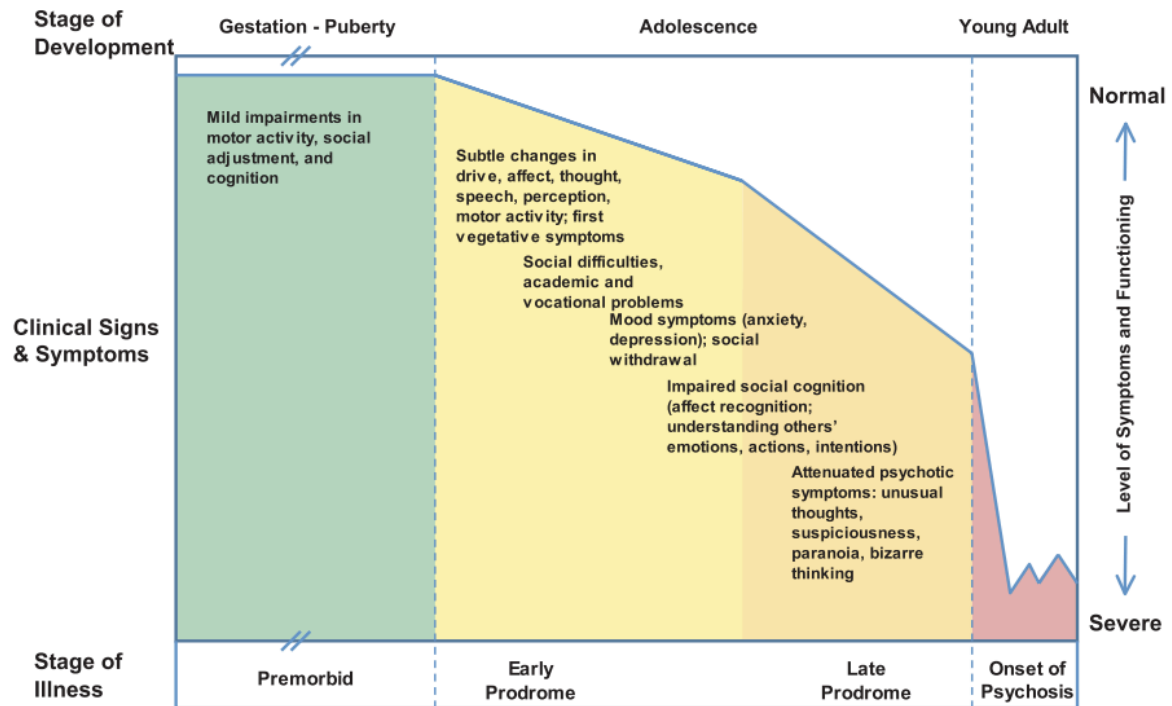 Stage of
Development
Gestation - Puberty
Adolescence
Young Adult
Normal
Mild impairments in
motor activity, social
adjustment, and
cognition
Subtle changes in
drive, affect, thought,
speech, perception,
motor activity; first
vegetative symptoms
Social difficulties,
academic and
vocational problems
Mood symptoms (anxiety,
depression); social
withdrawal
Impaired social cognition
(affect recognition;
understanding others'
emotions, actions, intentions)
Attenuated psychotic
symptoms: unusual
thoughts,
suspiciousness,
paranoia, bizarre
thinking
Clinical Signs
& Symptoms
Level of Symptoms and Functioning
Severe
Stage of
Illness
Premorbid
Early
Prodrome
Late
Prodrome
Onset of
Psychosis